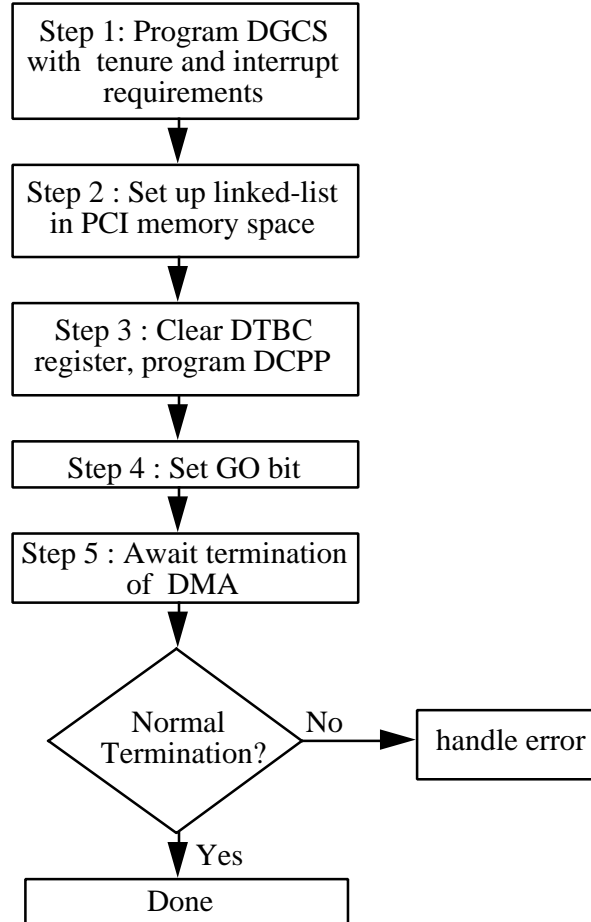 Step 1: Program DGCS
with tenure and interrupt
requirements
Step 2 : Set up linked-list
in PCI memory space
Step 3 : Clear DTBC
register, program DCPP
Step 4 : Set GO bit
Step 5 : Await termination
of DMA
Normal
Termination?
No
handle error
Yes
Done